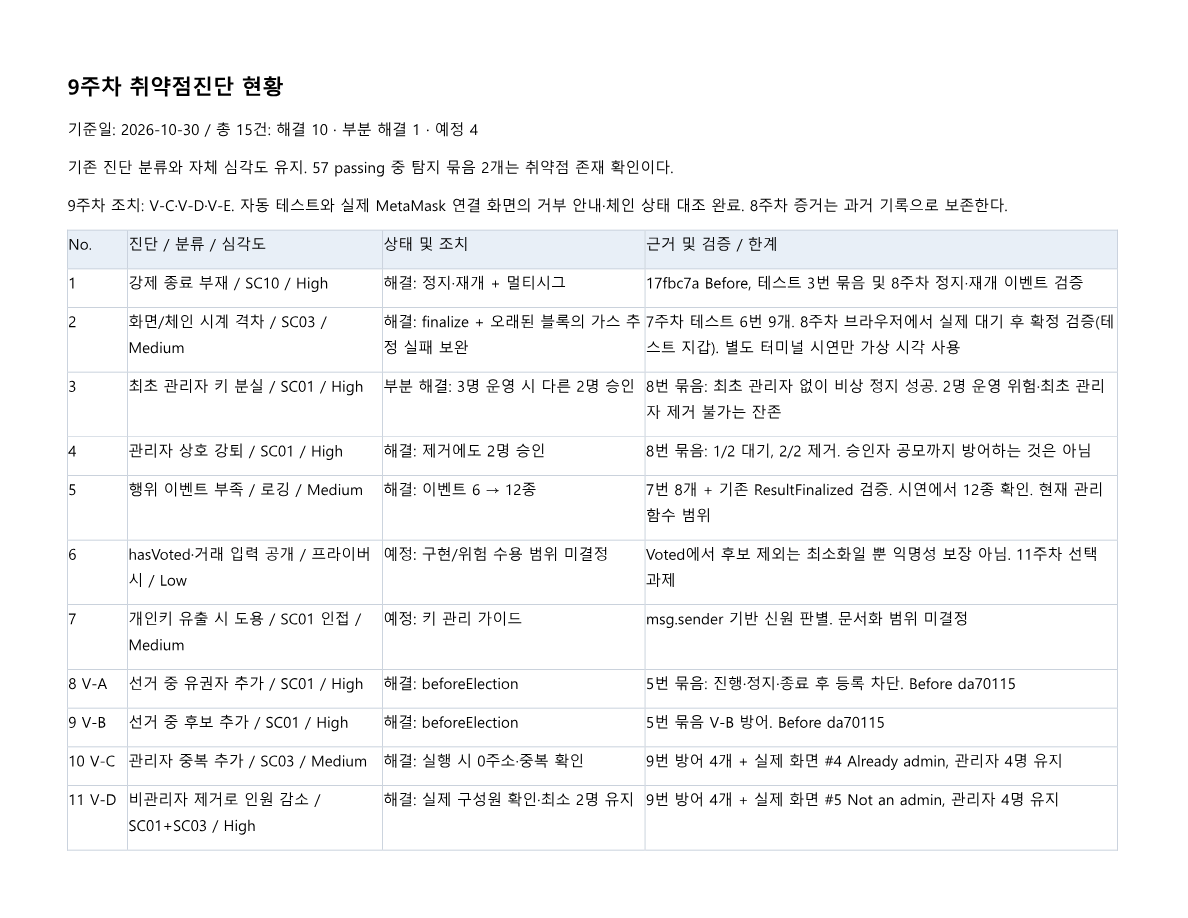 9주차 취약점진단 현황
기준일: 2026-10-30 / 총 15건: 해결 10 · 부분 해결 1 · 예정 4
기존 진단 분류와 자체 심각도 유지. 57 passing 중 탐지 묶음 2개는 취약점 존재 확인이다.
9주차 조치: V-C·V-D·V-E. 자동 테스트와 실제 MetaMask 연결 화면의 거부 안내·체인 상태 대조 완료. 8주차 증거는 과거 기록으로 보존한다.
No. 진단 / 분류 / 심각도 상태 및 조치 근거 및 검증 / 한계
1 강제 종료 부재 / SC10 / High 해결: 정지·재개 + 멀티시그 17fbc7a Before, 테스트 3번 묶음 및 8주차 정지·재개 이벤트 검증
2 화면/체인 시계 격차 / SC03 / 해결: finalize + 오래된 블록의 가스 추 7주차 테스트 6번 9개. 8주차 브라우저에서 실제 대기 후 확정 검증(테
Medium 정 실패 보완 스트 지갑). 별도 터미널 시연만 가상 시각 사용
3 최초 관리자 키 분실 / SC01 / High 부분 해결: 3명 운영 시 다른 2명 승인 8번 묶음: 최초 관리자 없이 비상 정지 성공. 2명 운영 위험·최초 관리
자 제거 불가는 잔존
4 관리자 상호 강퇴 / SC01 / High 해결: 제거에도 2명 승인 8번 묶음: 1/2 대기, 2/2 제거. 승인자 공모까지 방어하는 것은 아님
5 행위 이벤트 부족 / 로깅 / Medium 해결: 이벤트 6 → 12종 7번 8개 + 기존 ResultFinalized 검증. 시연에서 12종 확인. 현재 관리
함수 범위
6 hasVoted·거래 입력 공개 / 프라이버 예정: 구현/위험 수용 범위 미결정 Voted에서 후보 제외는 최소화일 뿐 익명성 보장 아님. 11주차 선택
시 / Low 과제
7 개인키 유출 시 도용 / SC01 인접 / 예정: 키 관리 가이드 msg.sender 기반 신원 판별. 문서화 범위 미결정
Medium
8 V-A 선거 중 유권자 추가 / SC01 / High 해결: beforeElection 5번 묶음: 진행·정지·종료 후 등록 차단. Before da70115
9 V-B 선거 중 후보 추가 / SC01 / High 해결: beforeElection 5번 묶음 V-B 방어. Before da70115
10 V-C 관리자 중복 추가 / SC03 / Medium 해결: 실행 시 0주소·중복 확인 9번 방어 4개 + 실제 화면 #4 Already admin, 관리자 4명 유지
11 V-D 비관리자 제거로 인원 감소 / 해결: 실제 구성원 확인·최소 2명 유지 9번 방어 4개 + 실제 화면 #5 Not an admin, 관리자 4명 유지
SC01+SC03 / High